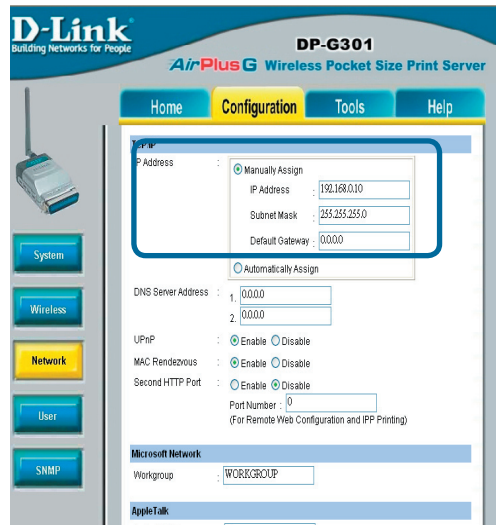 D-Link
Building Networks for People
DP-G301
AirPlus G Wireless Pocket Size Print Server
Home Configuration Tools Help
TCP/IP
IP Address : Manually Assign
IP Address : 192.168.0.10
Subnet Mask : 255.255.255.0
Default Gateway : 0.0.0.0
Automatically Assign
DNS Server Address : 1. 0.0.0.0
2. 0.0.0.0
UPnP : Enable Disable
MAC Rendezvous : Enable Disable
Second HTTP Port : Enable Disable
Port Number : 0
(For Remote Web Configuration and IPP Printing)
Microsoft Network
Workgroup : WORKGROUP
AppleTalk
System
Wireless
Network
User
SNMP